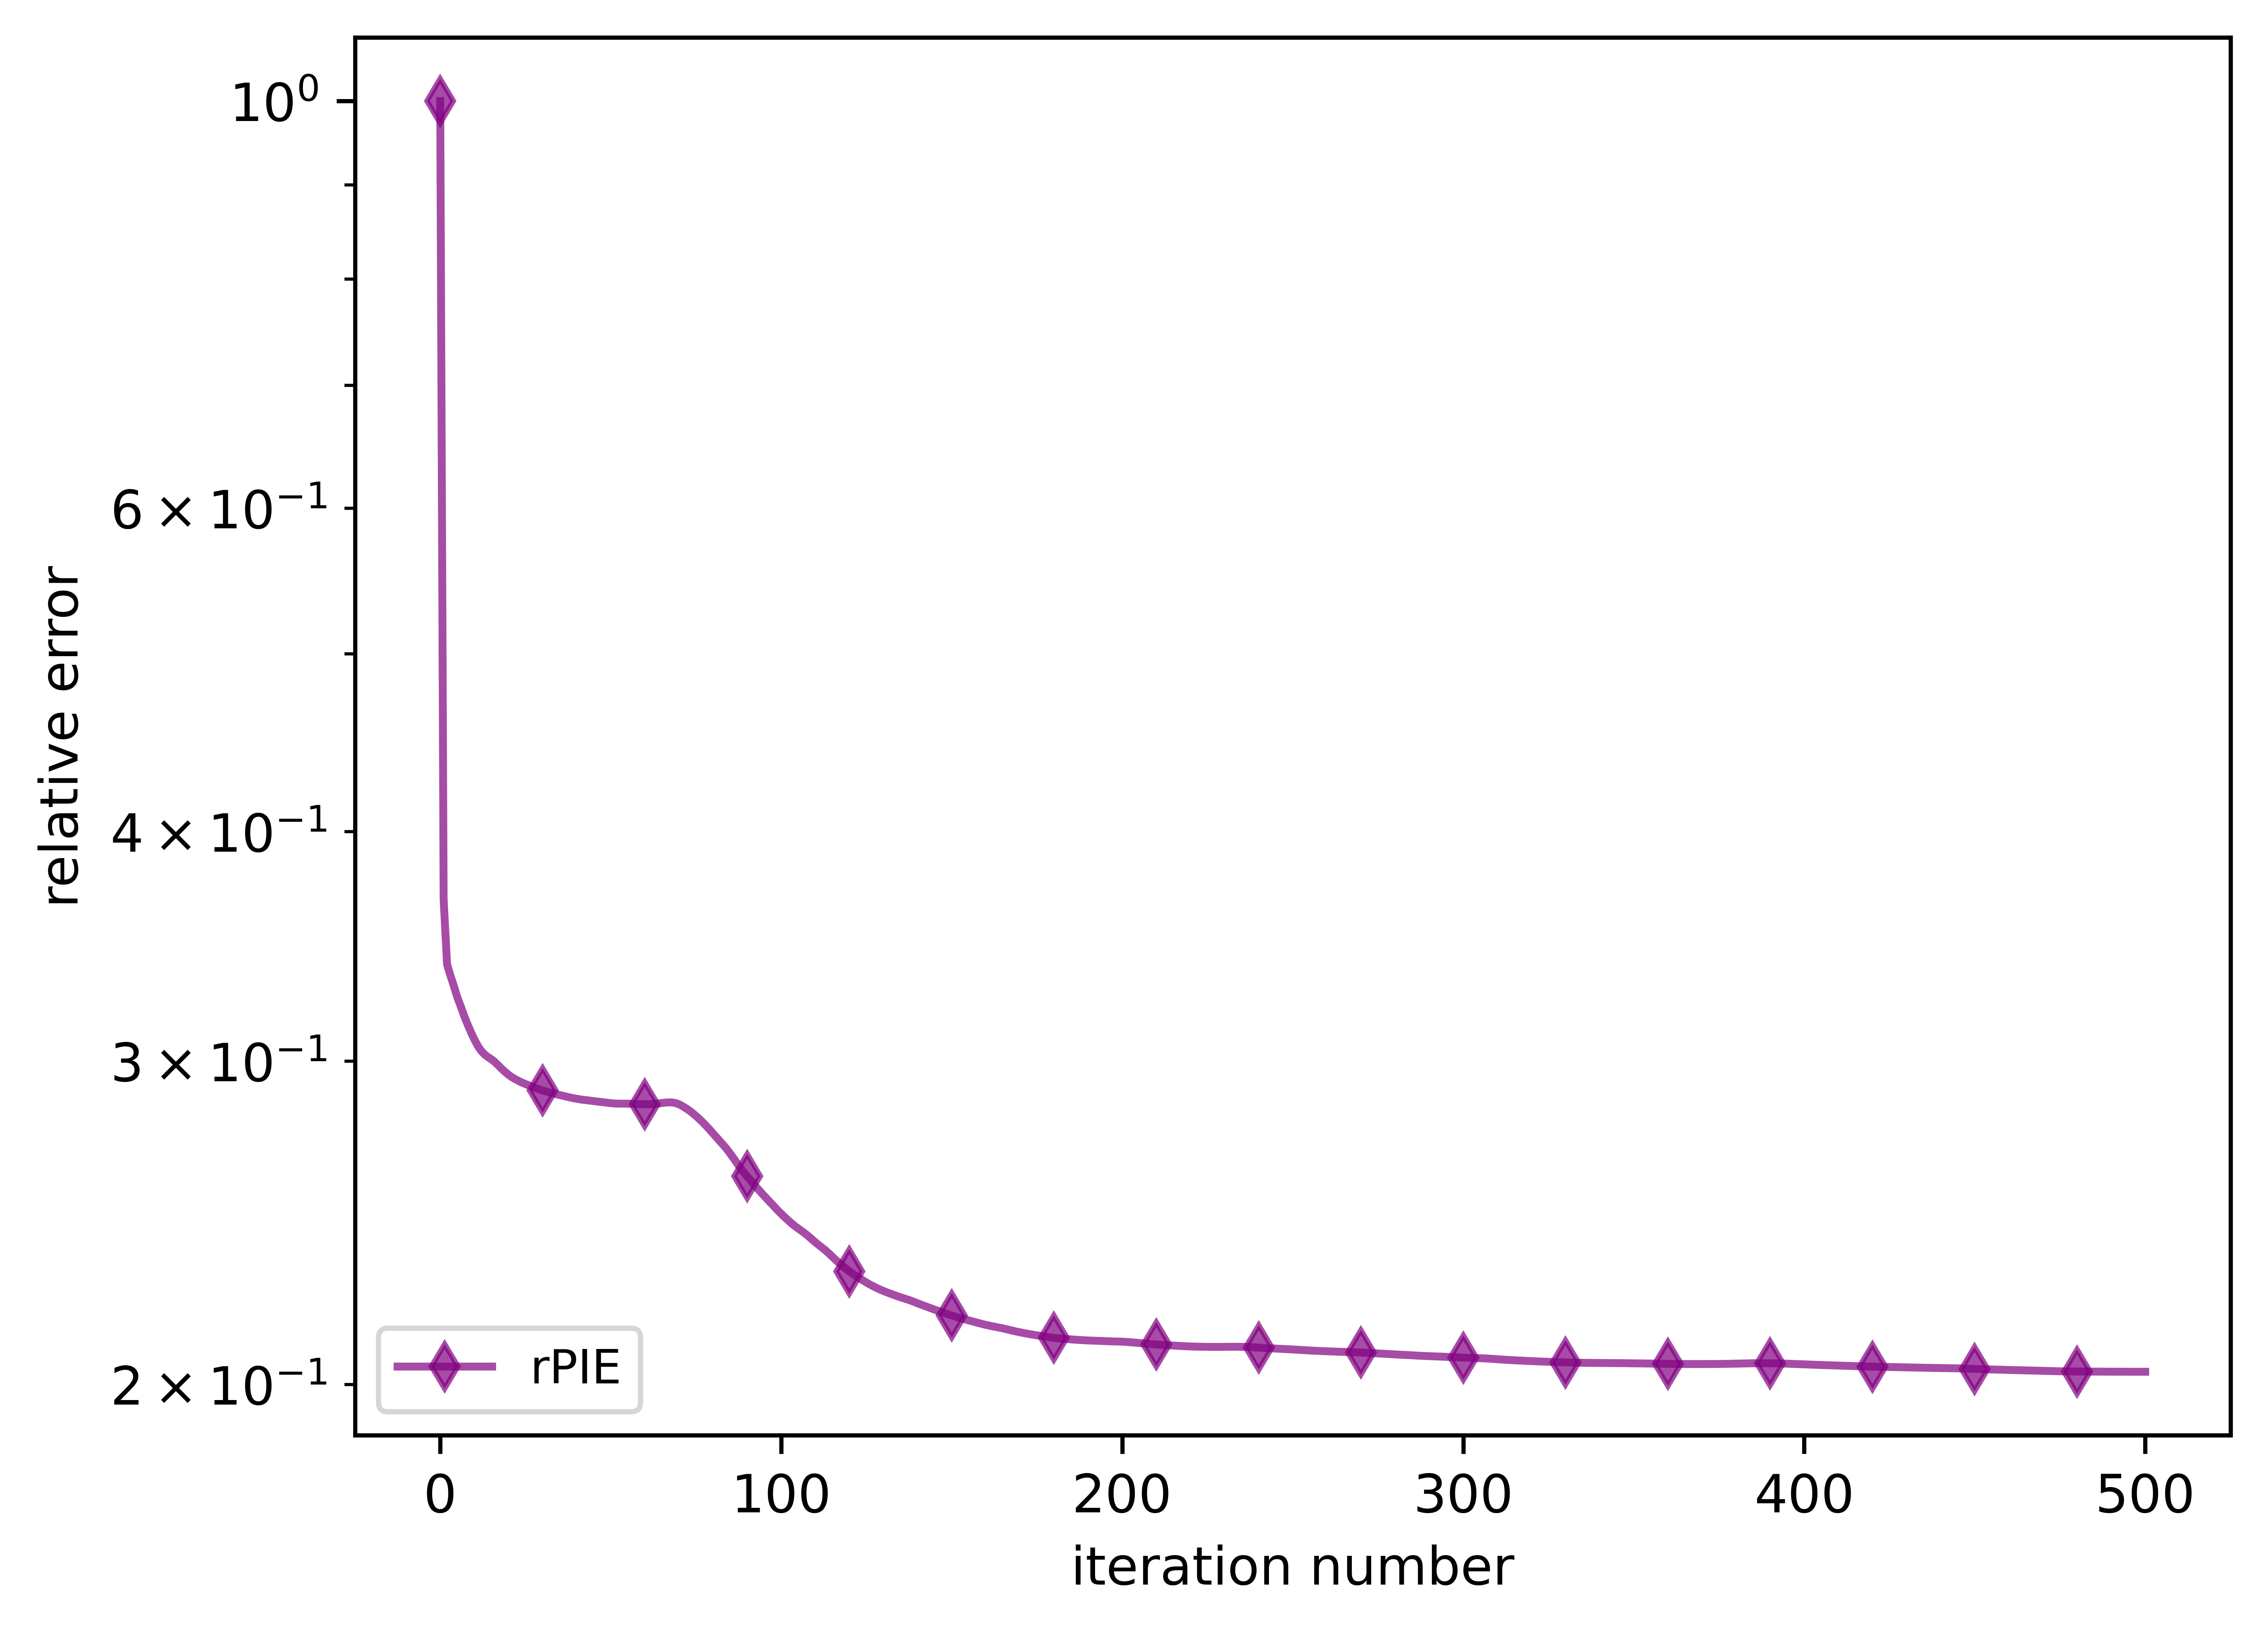 10⁰
6 × 10⁻¹
4 × 10⁻¹
3 × 10⁻¹
2 × 10⁻¹
relative error
rPIE
0 100 200 300 400 500
iteration number